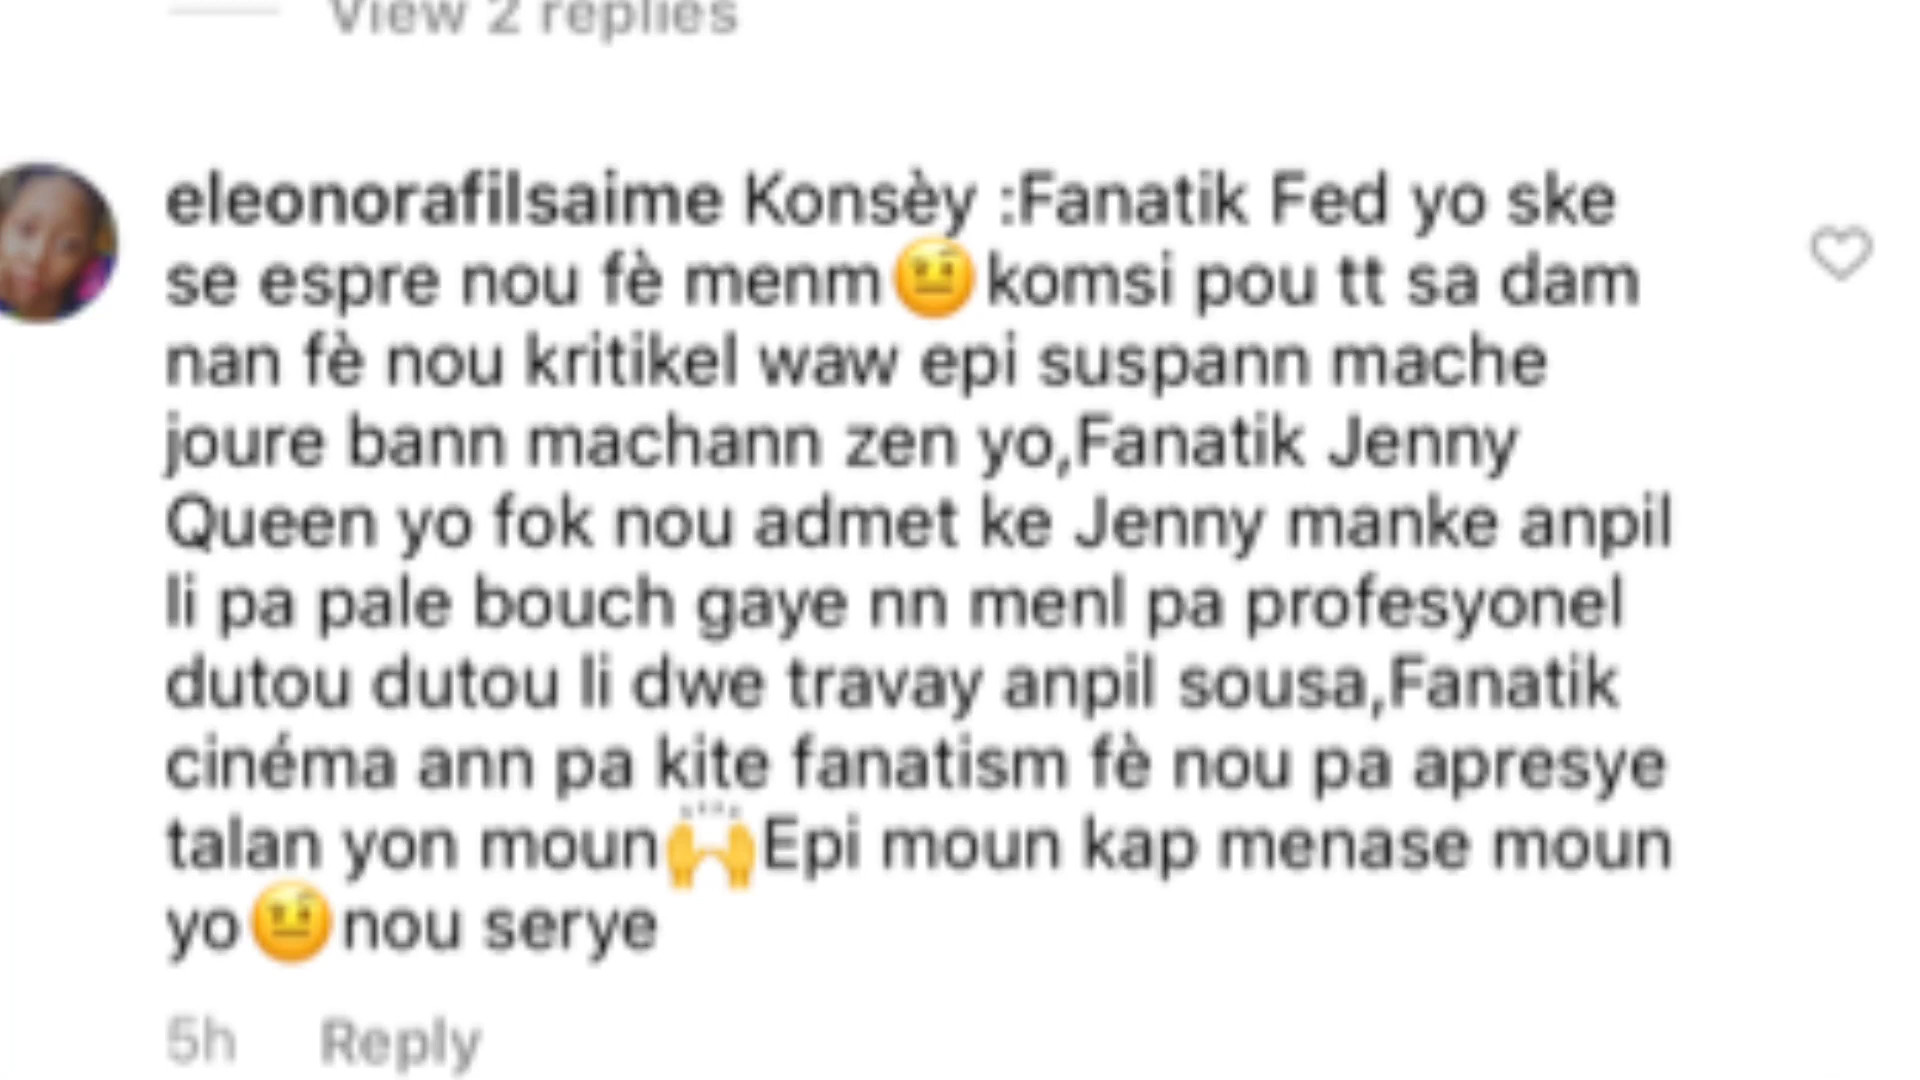 View 2 replies
eleonorafilsaime Konsèy :Fanatik Fed yo ske
se espre nou fè menm🤨komsi pou tt sa dam
nan fè nou kritikel waw epi suspann mache
joure bann machann zen yo,Fanatik Jenny
Queen yo fok nou admet ke Jenny manke anpil
li pa pale bouch gaye nn menl pa profesyonel
dutou dutou li dwe travay anpil sousa,Fanatik
cinéma ann pa kite fanatism fè nou pa apresye
talan yon moun🙌Epi moun kap menase moun
yo🤨nou serye
5h Reply